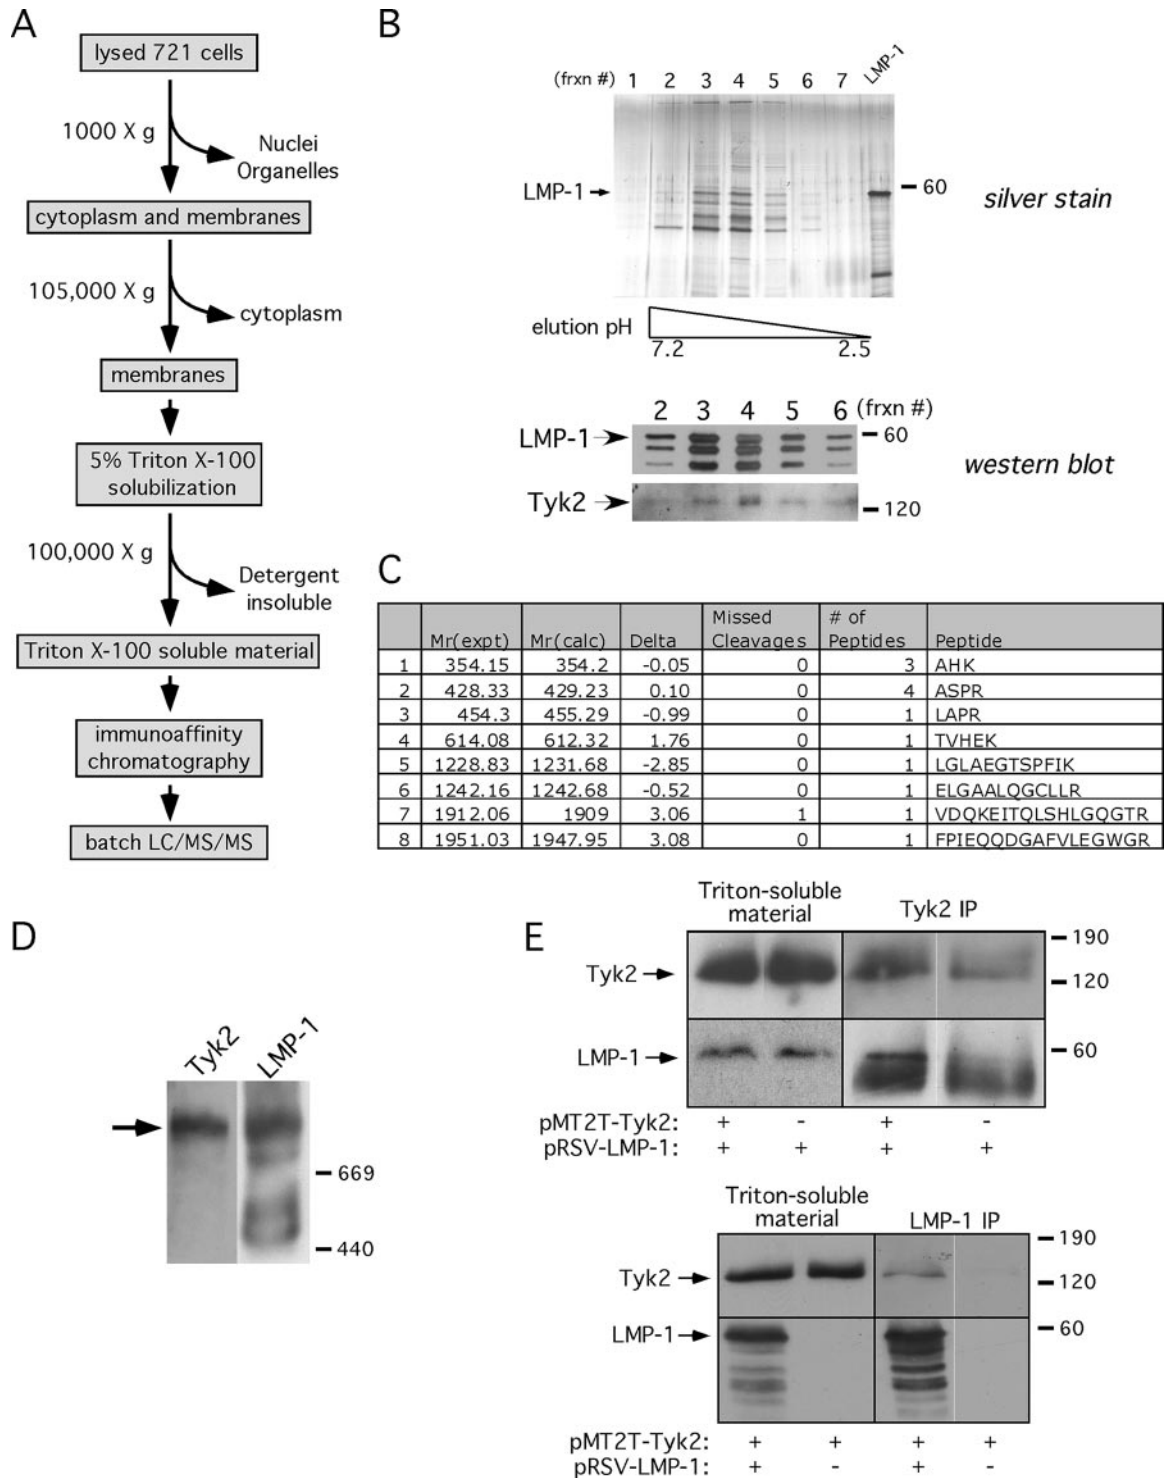 A
lysed 721 cells
1000 X g
Nuclei
Organelles
cytoplasm and membranes
105,000 X g
cytoplasm
membranes
5% Triton X-100
solubilization
100,000 X g
Detergent
insoluble
Triton X-100 soluble material
immunoaffinity
chromatography
batch LC/MS/MS
B
(frxn #) 1 2 3 4 5 6 7 LMP-1
LMP-1
60
silver stain
elution pH
7.2 2.5
2 3 4 5 6 (frxn #)
LMP-1
60
western blot
Tyk2
120
C
Mr(expt) Mr(calc) Delta Missed Cleavages # of Peptides Peptide
1 354.15 354.2 -0.05 0 3 AHK
2 428.33 429.23 0.10 0 4 ASPR
3 454.3 455.29 -0.99 0 1 LAPR
4 614.08 612.32 1.76 0 1 TVHEK
5 1228.83 1231.68 -2.85 0 1 LGLAEGTSPFIK
6 1242.16 1242.68 -0.52 0 1 ELGAALQGCLLR
7 1912.06 1909 3.06 1 1 VDQKEITQLSHLGQGTR
8 1951.03 1947.95 3.08 0 1 FPIEQQDGAFVLEGWGR
D
Tyk2 LMP-1
669
440
E
Triton-soluble
material
Tyk2 IP
190
Tyk2
120
LMP-1
60
pMT2T-Tyk2: + - + -
pRSV-LMP-1: + + + +
Triton-soluble
material
LMP-1 IP
190
Tyk2
120
LMP-1
60
pMT2T-Tyk2: + + + +
pRSV-LMP-1: + - + -